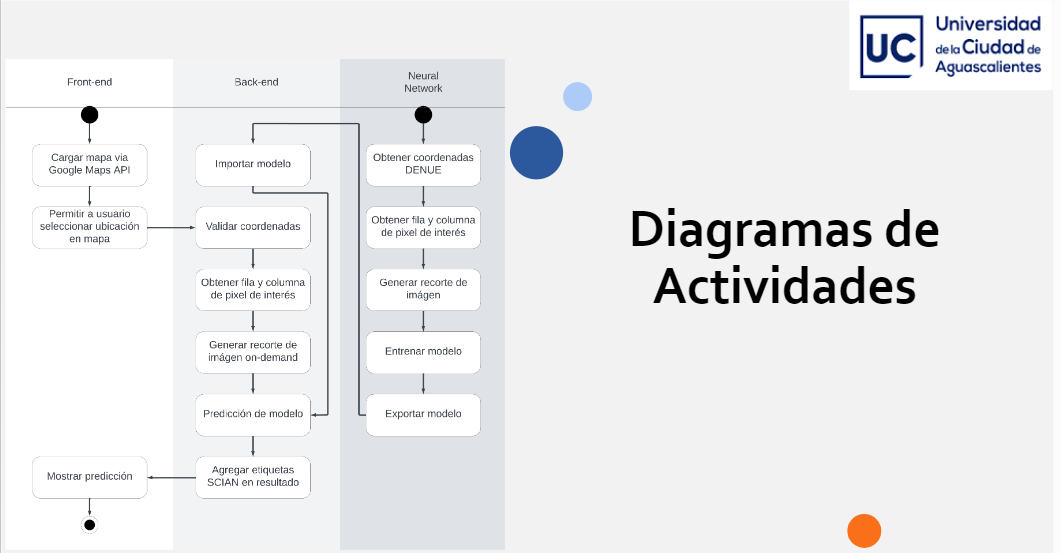 UC
Universidad
de la Ciudad de
Aguascalientes
Front-end
Back-end
Neural
Network
Cargar mapa via
Google Maps API
Permitir a usuario
seleccionar ubicación
en mapa
Mostrar predicción
Importar modelo
Validar coordenadas
Obtener fila y columna
de pixel de interés
Generar recorte de
imágen on-demand
Predicción de modelo
Agregar etiquetas
SCIAN en resultado
Obtener coordenadas
DENUE
Obtener fila y columna
de pixel de interés
Generar recorte de
imágen
Entrenar modelo
Exportar modelo
Diagramas de
Actividades